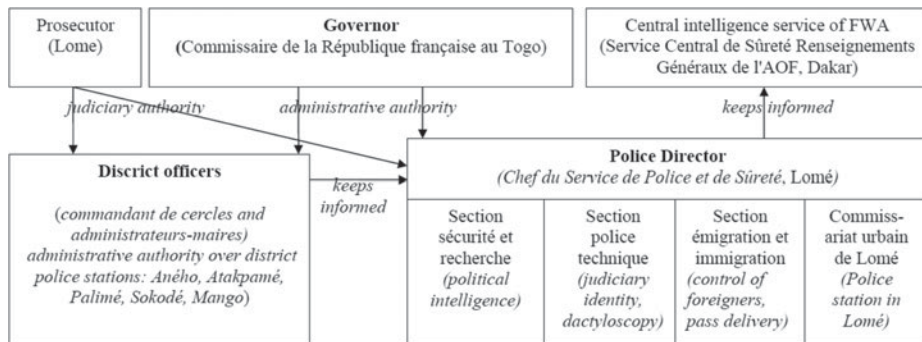 Prosecutor
(Lome)
Governor
(Commissaire de la République française au Togo)
Central intelligence service of FWA
(Service Central de Sûreté Renseignements
Généraux de l'AOF, Dakar)
judiciary authority
administrative authority
keeps informed
Discrict officers
(commandant de cercles and
administrateurs-maires)
administrative authority over district
police stations: Aného, Atakpamé,
Palimé, Sokodé, Mango)
keeps
informed
Police Director
(Chef du Service de Police et de Sûreté, Lomé)
Section
sécurité et
recherche
(political
intelligence)
Section
police
technique
(judiciary
identity,
dactyloscopy)
Section
émigration et
immigration
(control of
foreigners,
pass delivery)
Commiss-
ariat urbain
de Lomé
(Police
station in
Lomé)